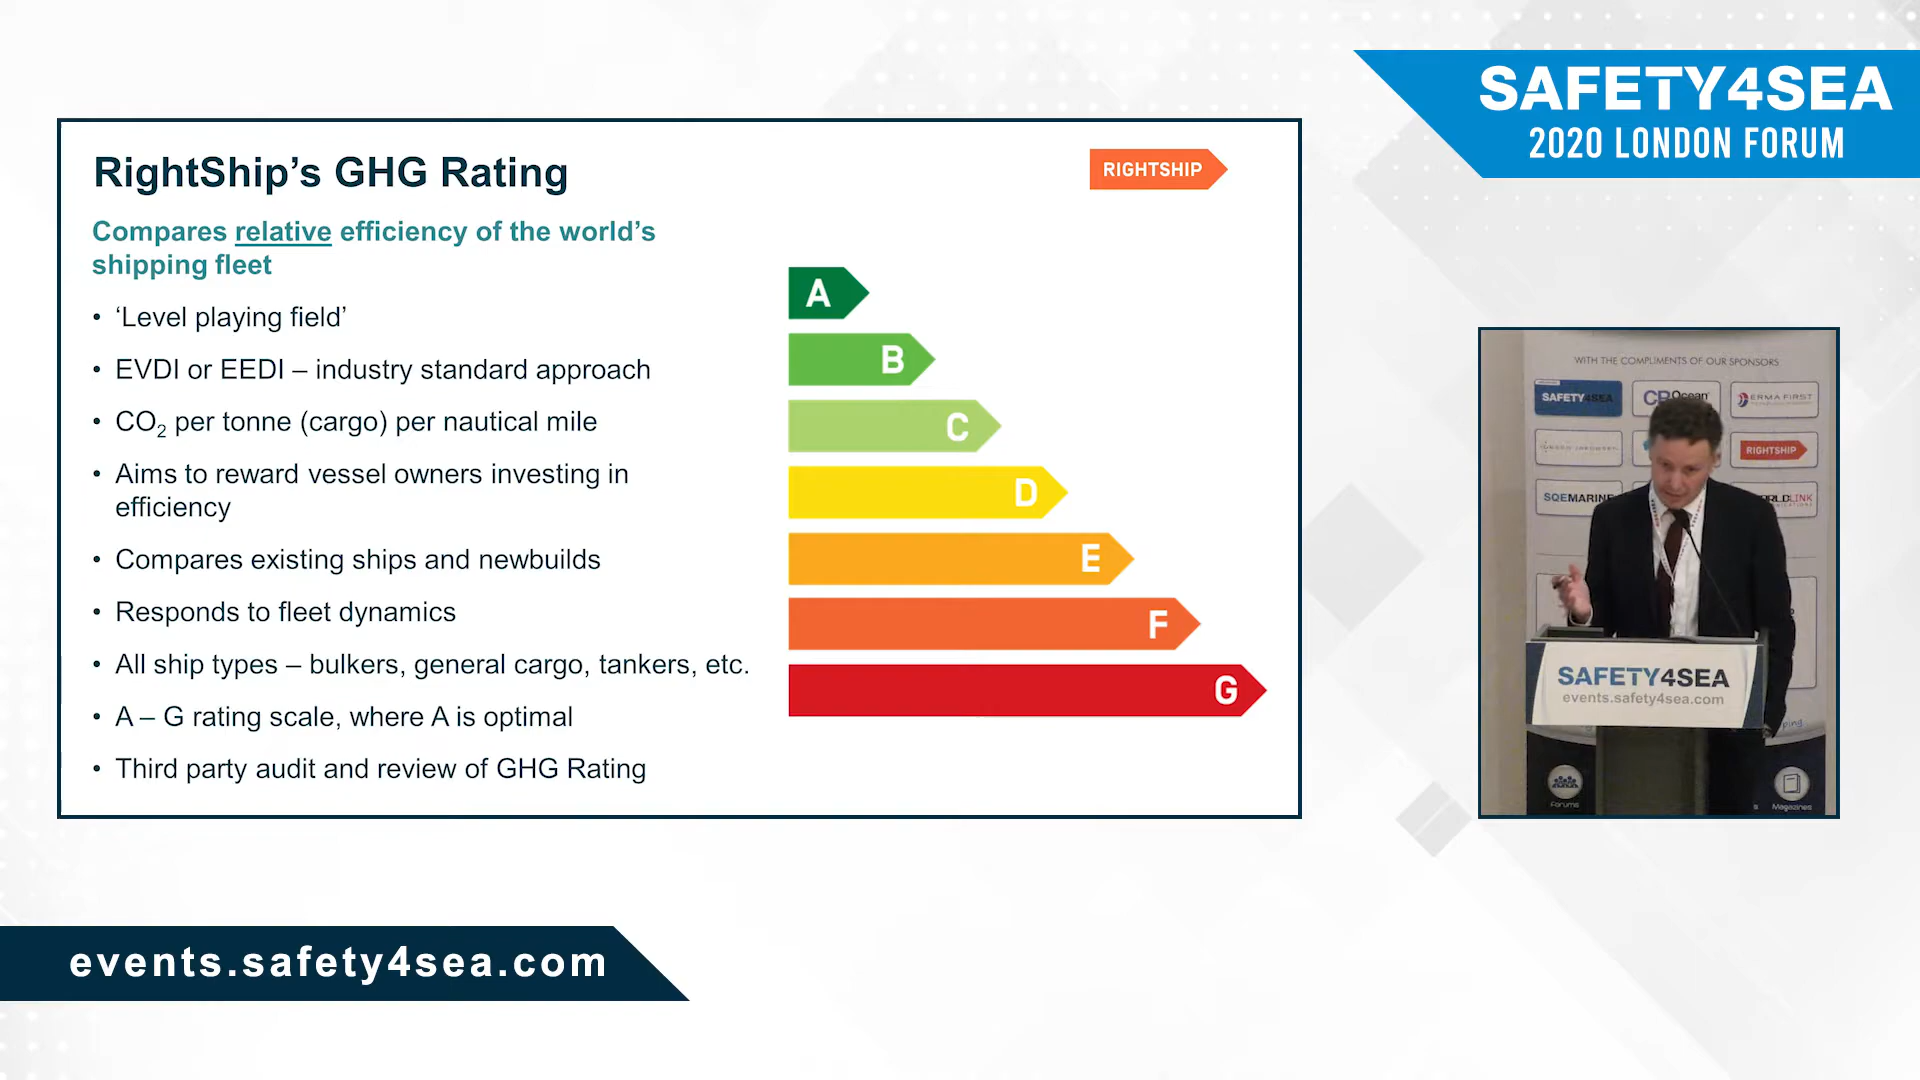 SAFETY4SEA
2020 LONDON FORUM
RightShip’s GHG Rating
RIGHTSHIP
Compares relative efficiency of the world’s
shipping fleet
• ‘Level playing field’
• EVDI or EEDI – industry standard approach
• CO2 per tonne (cargo) per nautical mile
• Aims to reward vessel owners investing in
efficiency
• Compares existing ships and newbuilds
• Responds to fleet dynamics
• All ship types – bulkers, general cargo, tankers, etc.
• A – G rating scale, where A is optimal
• Third party audit and review of GHG Rating
A
B
C
D
E
F
G
WITH THE COMPLIMENTS OF OUR SPONSORS
SAFETY4SEA
ERMA FIRST
RIGHTSHIP
SQEMARINE
SAFETY4SEA
events.safety4sea.com
Forums
Magazines
events.safety4sea.com